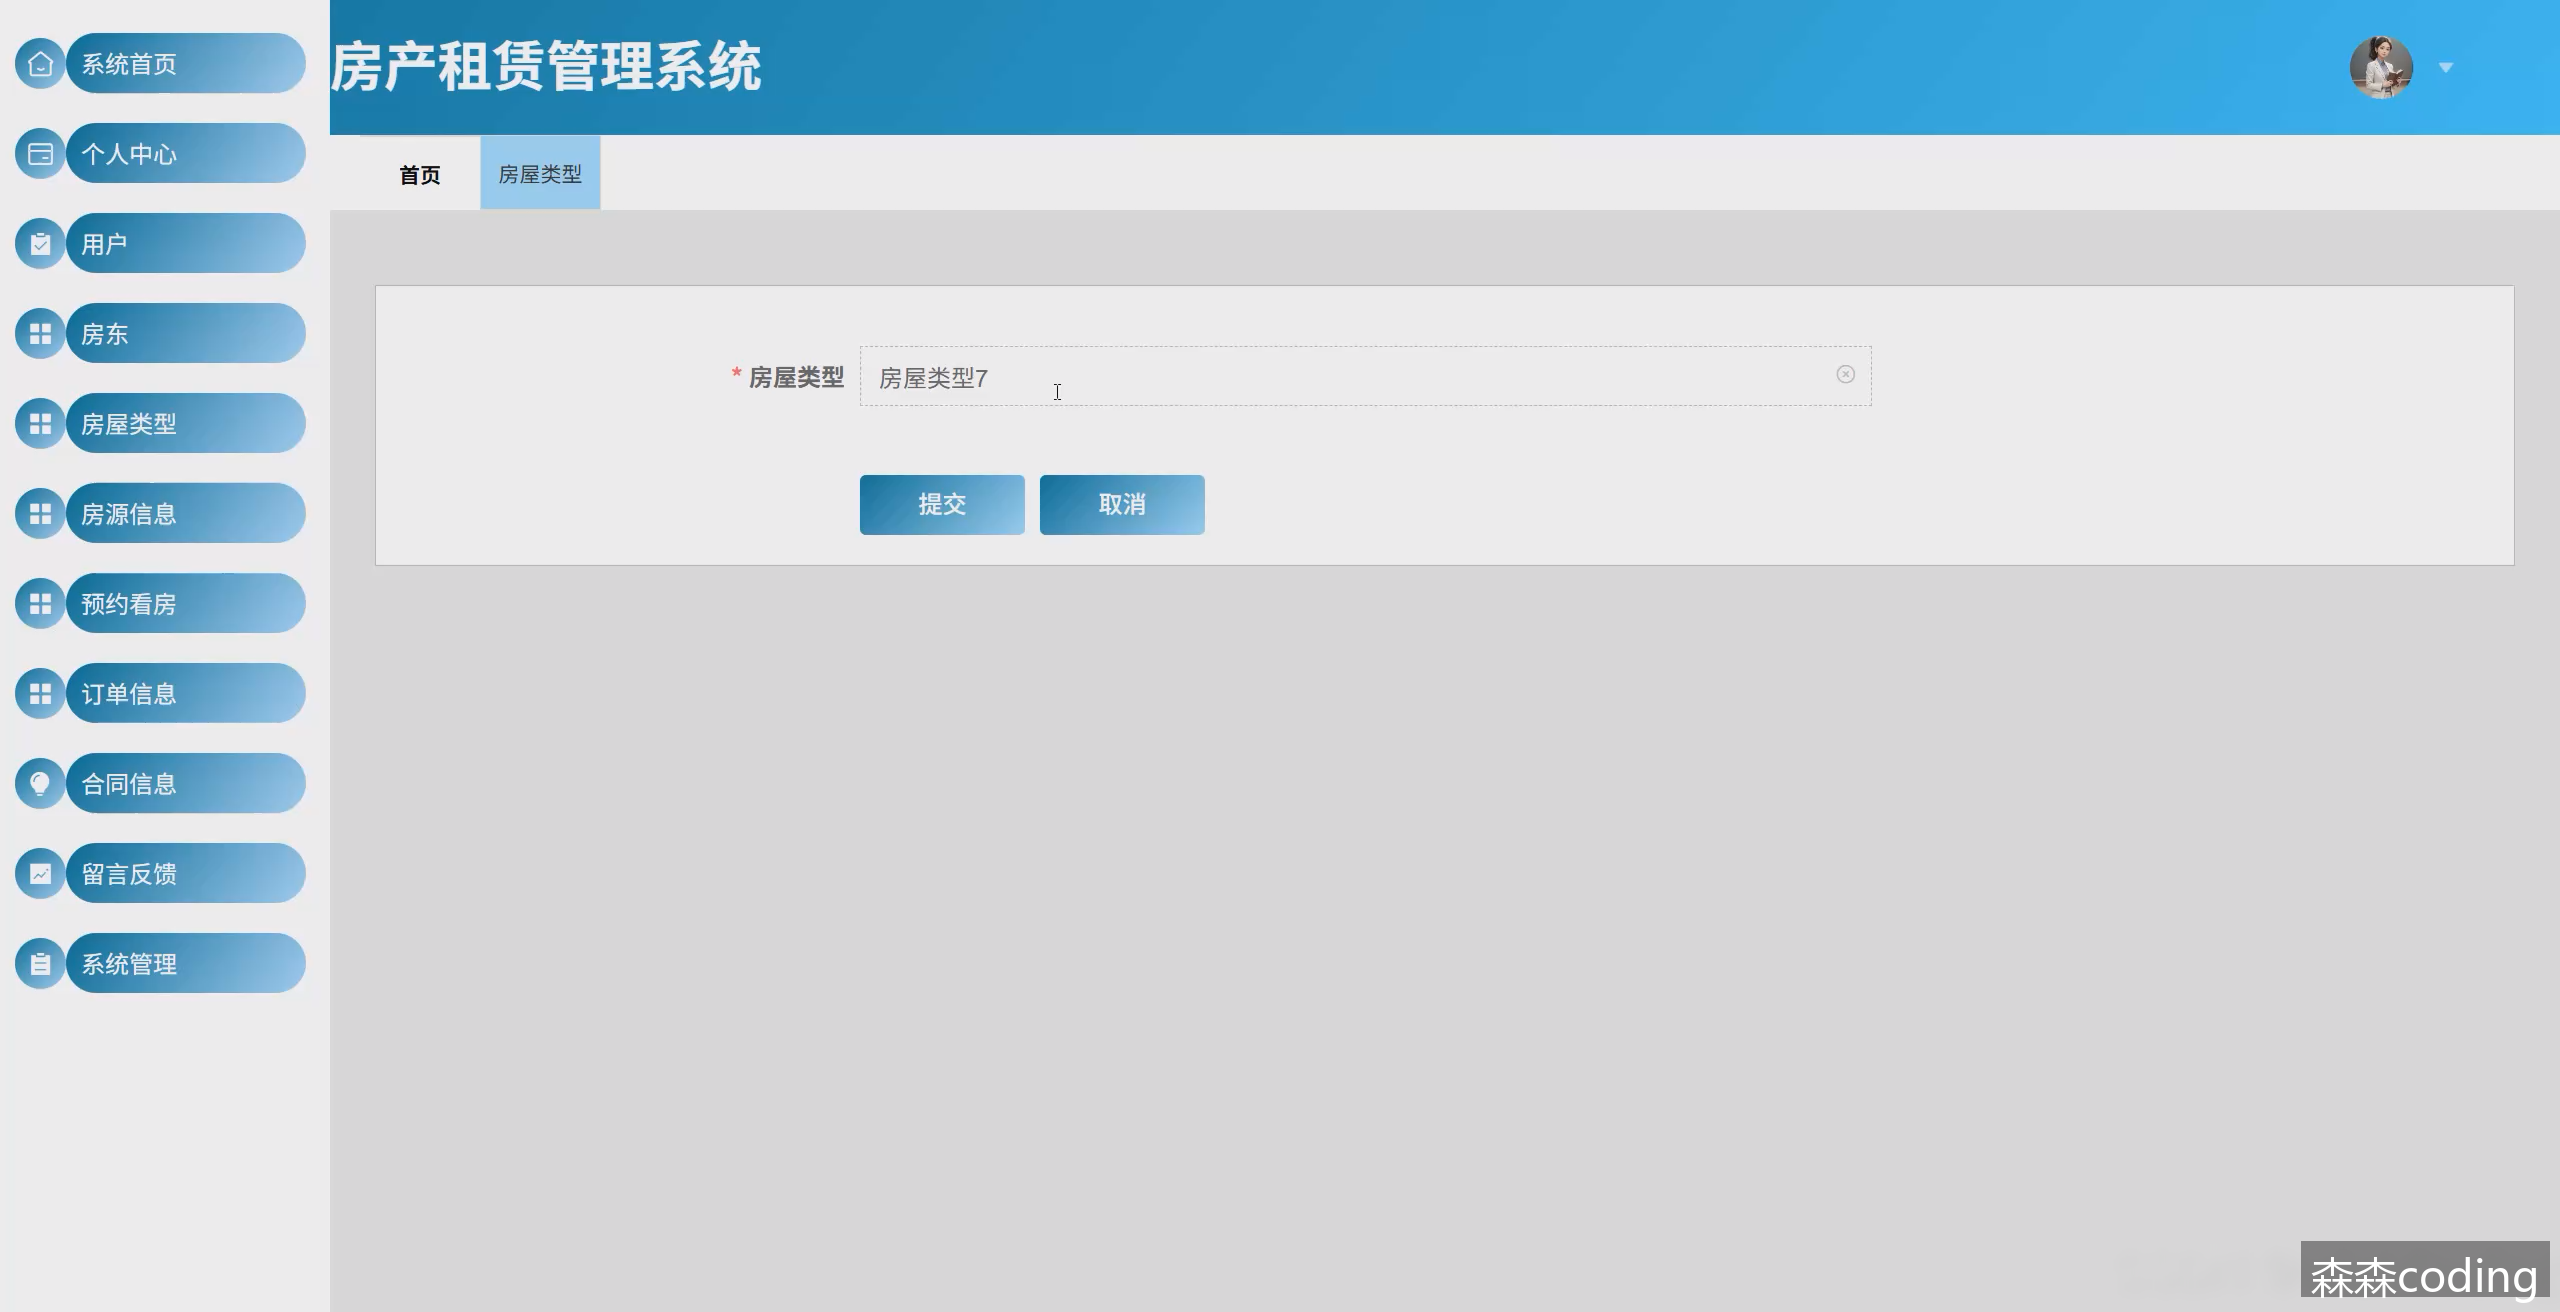 系统首页
个人中心
用户
房东
房屋类型
房源信息
预约看房
订单信息
合同信息
留言反馈
系统管理
房产租赁管理系统
首页
房屋类型
* 房屋类型
房屋类型7
提交
取消
森森coding